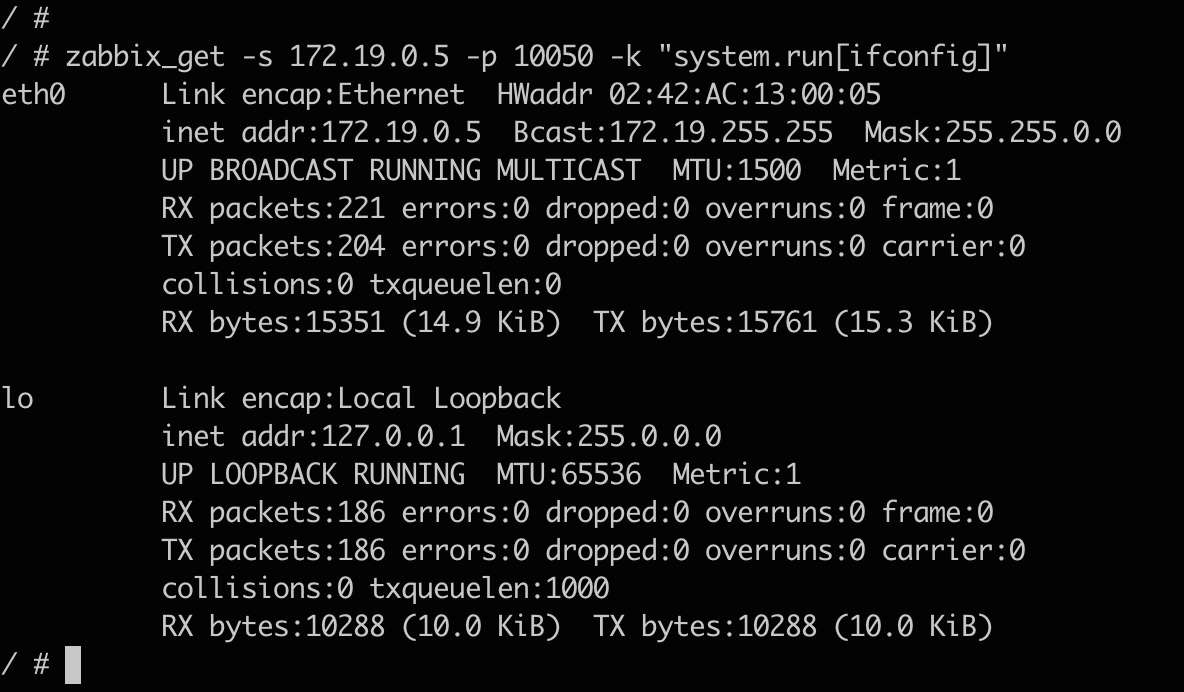 / #
/ # zabbix_get -s 172.19.0.5 -p 10050 -k "system.run[ifconfig]"
eth0      Link encap:Ethernet  HWaddr 02:42:AC:13:00:05
          inet addr:172.19.0.5  Bcast:172.19.255.255  Mask:255.255.0.0
          UP BROADCAST RUNNING MULTICAST  MTU:1500  Metric:1
          RX packets:221 errors:0 dropped:0 overruns:0 frame:0
          TX packets:204 errors:0 dropped:0 overruns:0 carrier:0
          collisions:0 txqueuelen:0
          RX bytes:15351 (14.9 KiB)  TX bytes:15761 (15.3 KiB)

lo        Link encap:Local Loopback
          inet addr:127.0.0.1  Mask:255.0.0.0
          UP LOOPBACK RUNNING  MTU:65536  Metric:1
          RX packets:186 errors:0 dropped:0 overruns:0 frame:0
          TX packets:186 errors:0 dropped:0 overruns:0 carrier:0
          collisions:0 txqueuelen:1000
          RX bytes:10288 (10.0 KiB)  TX bytes:10288 (10.0 KiB)
/ #